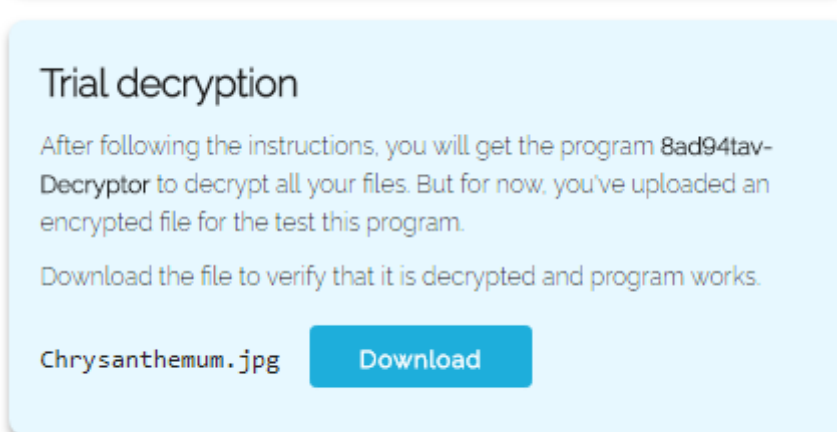 Trial decryption
After following the instructions, you will get the program 8ad94tav-
Decryptor to decrypt all your files. But for now, you've uploaded an
encrypted file for the test this program.
Download the file to verify that it is decrypted and program works.
Chrysanthemum.jpg Download